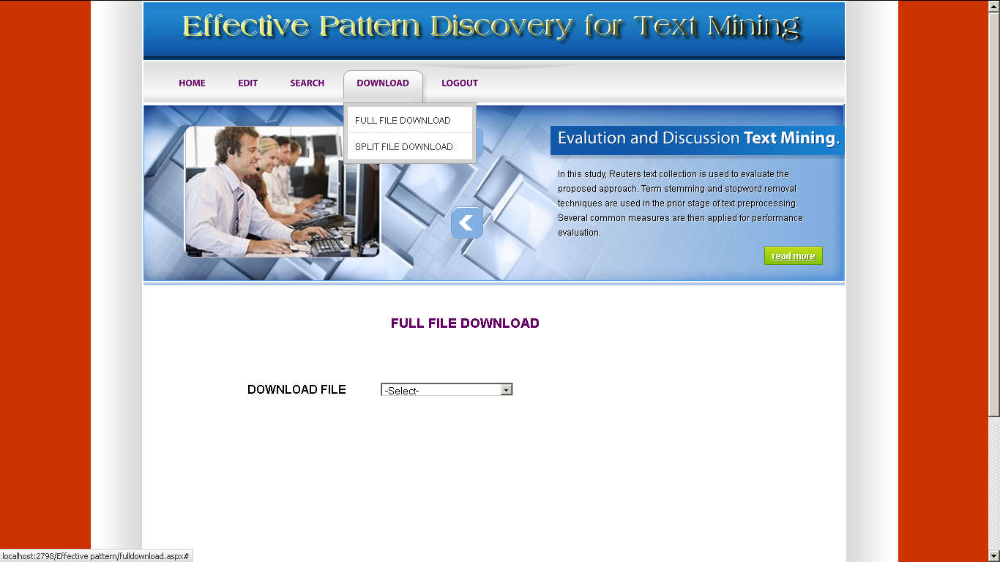 Effective Pattern Discovery for Text Mining
HOME EDIT SEARCH DOWNLOAD LOGOUT
FULL FILE DOWNLOAD
SPLIT FILE DOWNLOAD
Evalution and Discussion Text Mining.
In this study, Reuters text collection is used to evaluate the
proposed approach. Term stemming and stopword removal
techniques are used in the prior stage of text preprocessing.
Several common measures are then applied for performance
evaluation.
read more
FULL FILE DOWNLOAD
DOWNLOAD FILE -Select-
localhost:2798/Effective pattern/fulldownload.aspx#